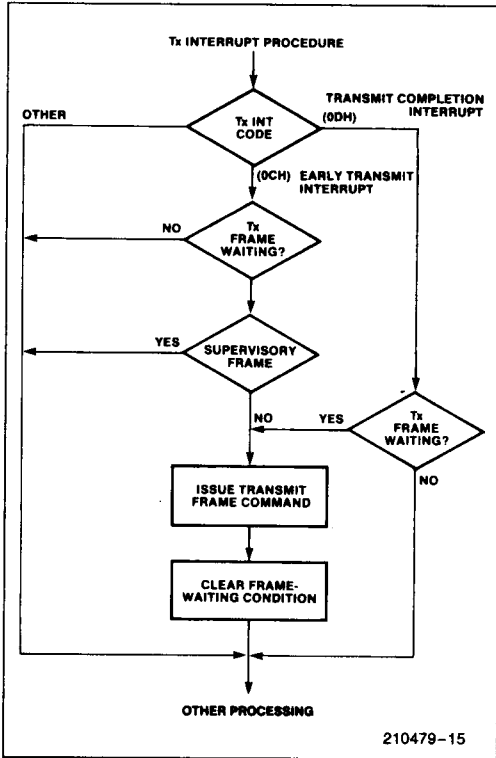 Tx INTERRUPT PROCEDURE
OTHER
Tx INT
CODE
TRANSMIT COMPLETION
INTERRUPT
(0DH)
(0CH) EARLY TRANSMIT
INTERRUPT
NO
Tx
FRAME
WAITING?
YES
SUPERVISORY
FRAME
NO
YES
Tx
FRAME
WAITING?
NO
ISSUE TRANSMIT
FRAME COMMAND
CLEAR FRAME-
WAITING CONDITION
OTHER PROCESSING
210479-15